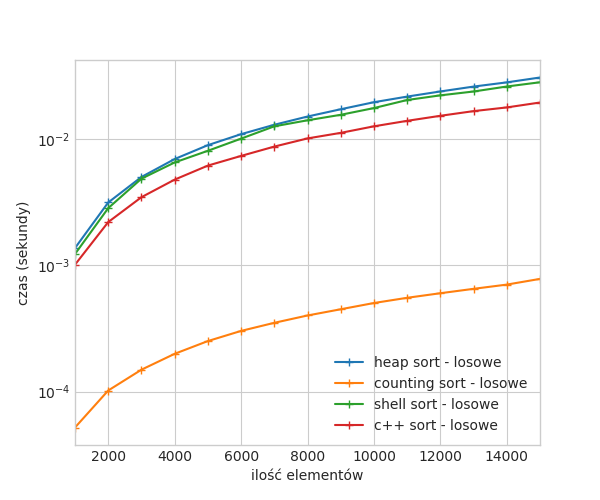 10⁻²
10⁻³
10⁻⁴
czas (sekundy)
heap sort - losowe
counting sort - losowe
shell sort - losowe
c++ sort - losowe
2000 4000 6000 8000 10000 12000 14000
ilość elementów